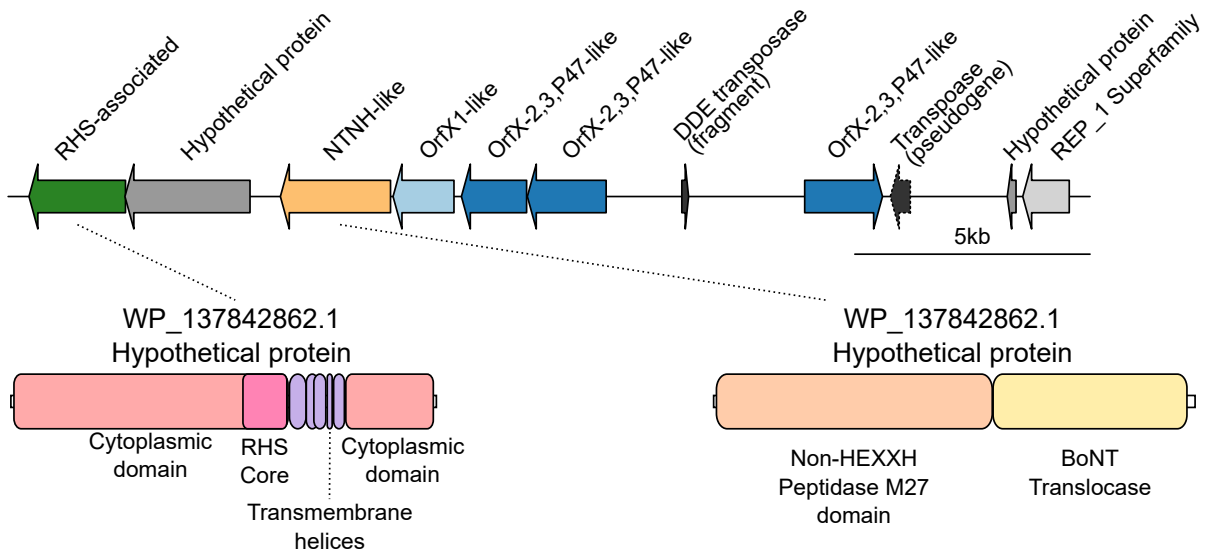 RHS-associated
Hypothetical protein
NTNH-like
OrfX1-like
OrfX-2,3,P47-like
OrfX-2,3,P47-like
DDE transposase
(fragment)
OrfX-2,3,P47-like
Transpoase
(pseudogene)
Hypothetical protein
REP_1 Superfamily
5kb
WP_137842862.1
Hypothetical protein
Cytoplasmic
domain
RHS
Core
Cytoplasmic
domain
Transmembrane
helices
WP_137842862.1
Hypothetical protein
Non-HEXXH
Peptidase M27
domain
BoNT
Translocase